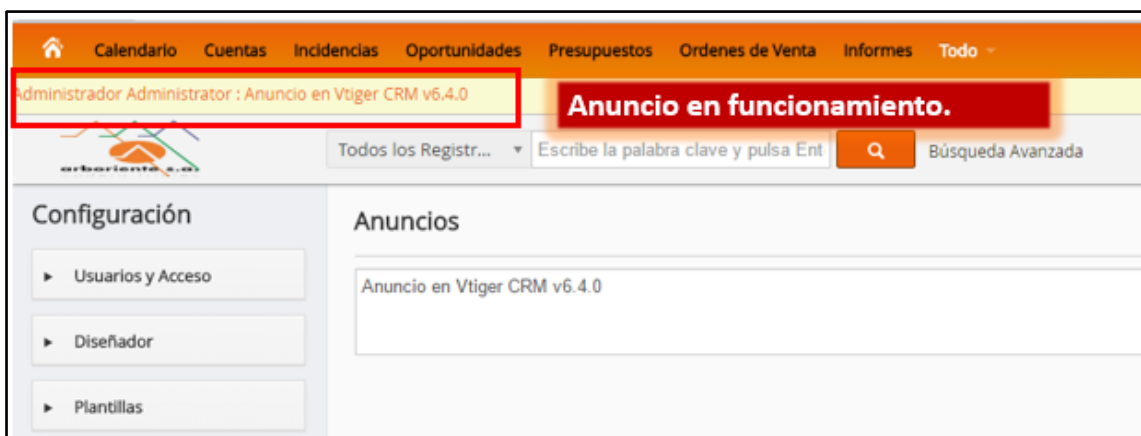 Calendario Cuentas Incidencias Oportunidades Presupuestos Ordenes de Venta Informes Todo
Administrador Administrator : Anuncio en Vtiger CRM v6.4.0
Anuncio en funcionamiento.
arboriente s.a.
Todos los Registr... Escribe la palabra clave y pulsa Ent Búsqueda Avanzada
Configuración
Anuncios
Usuarios y Acceso
Anuncio en Vtiger CRM v6.4.0
Diseñador
Plantillas